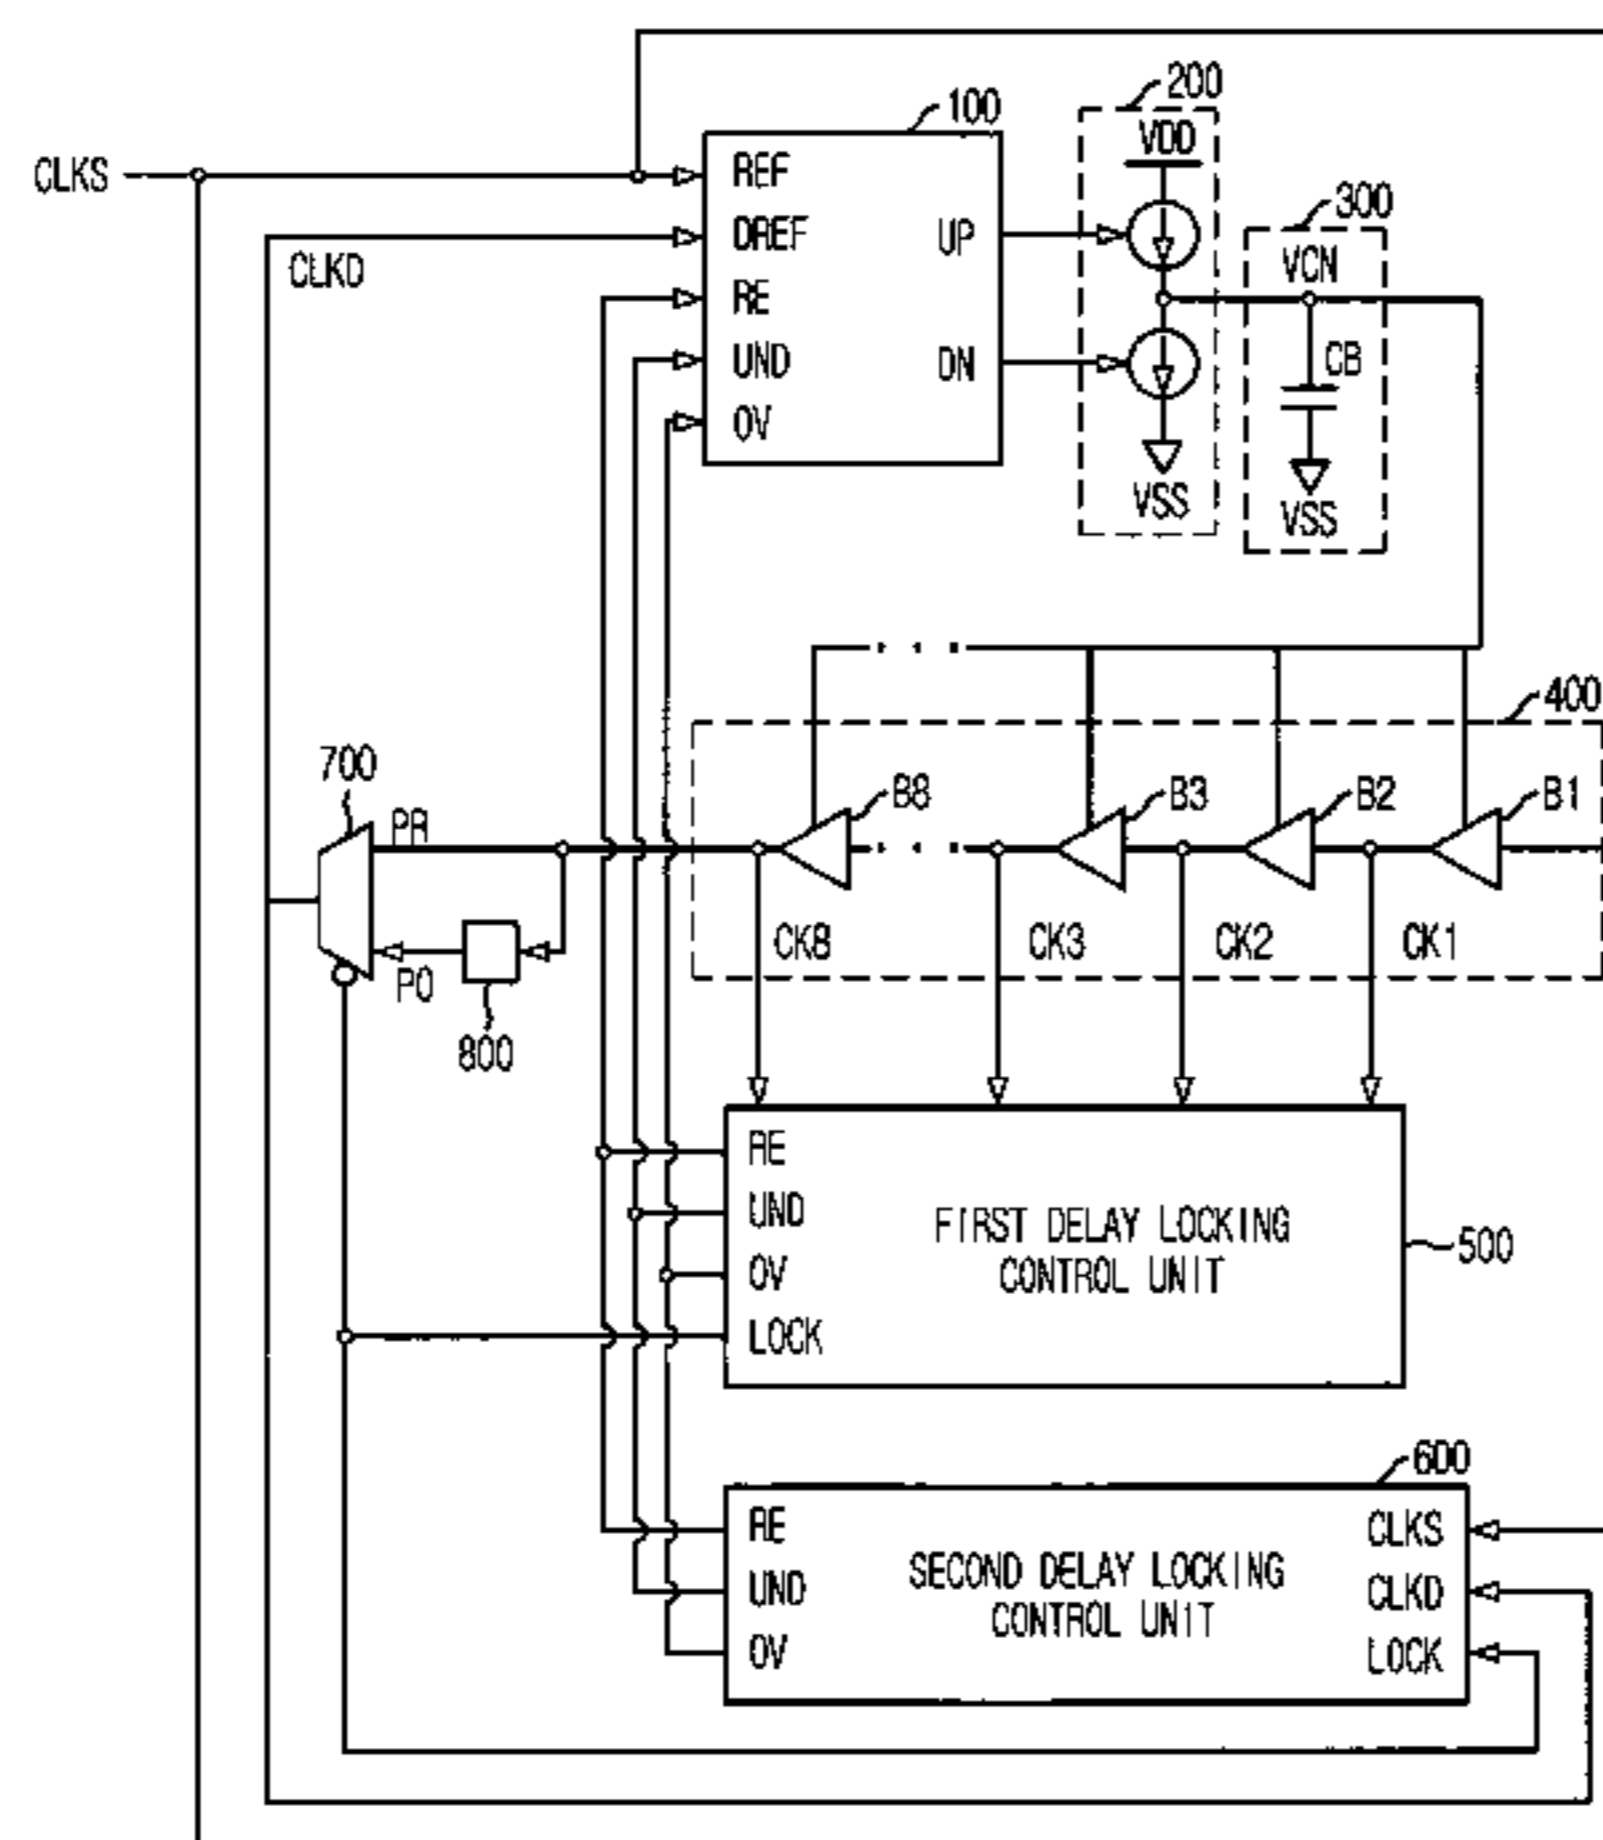 200
100
VDD
CLKS
REF
300
DREF
UP
VCN
CLKD
RE
UND
DN
CB
OV
VSS
VSS
400
700
B8
B3
B2
B1
PR
CK8
CK3
CK2
CK1
PO
800
RE
UND
FIRST DELAY LOCKING
CONTROL UNIT
500
OV
LOCK
600
RE
CLKS
UND
SECOND DELAY LOCKING
CONTROL UNIT
CLKD
OV
LOCK